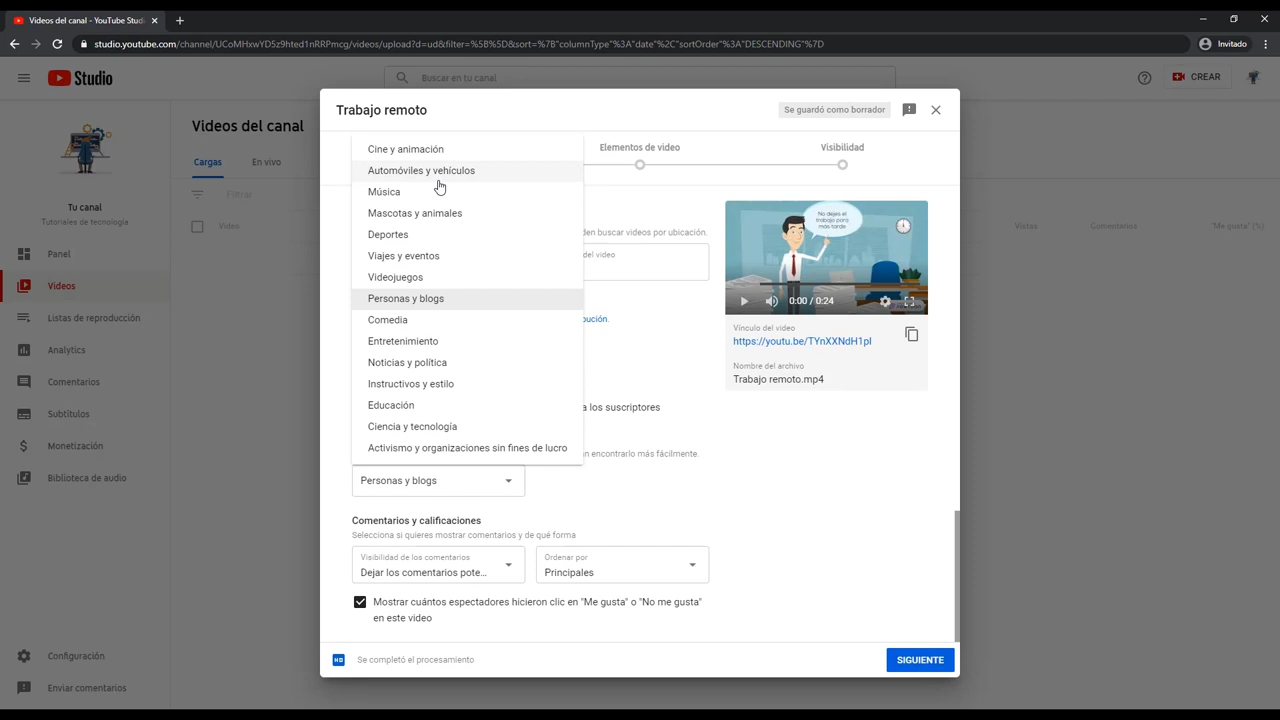 Videos del canal - YouTube Stud
studio.youtube.com/channel/UCoMHxwYD5z9hted1nRRPmcg/videos/upload?d=ud&filter=%5B%5D&sort=%7B"columnType"%3A"date"%2C"sortOrder"%3A"DESCENDING"%7D
Invitado
Studio
Buscar en tu canal
CREAR
Trabajo remoto
Se guardó como borrador
Videos del canal
Cargas
En vivo
Elementos de video
Visibilidad
Filtrar
Tu canal
Tutoriales de tecnología
Video
Vistas
Comentarios
"Me gusta" (%)
Panel
Videos
Listas de reproducción
Analytics
Comentarios
Subtítulos
Monetización
Biblioteca de audio
Configuración
Enviar comentarios
Cine y animación
Automóviles y vehículos
Música
Mascotas y animales
Deportes
Viajes y eventos
Videojuegos
Personas y blogs
Comedia
Entretenimiento
Noticias y política
Instructivos y estilo
Educación
Ciencia y tecnología
Activismo y organizaciones sin fines de lucro
den buscar videos por ubicación.
del video
bución.
a los suscriptores
n encontrarlo más fácilmente.
Personas y blogs
Comentarios y calificaciones
Selecciona si quieres mostrar comentarios y de qué forma
Visibilidad de los comentarios
Dejar los comentarios pote...
Ordenar por
Principales
Mostrar cuántos espectadores hicieron clic en "Me gusta" o "No me gusta"
en este video
No dejes el
trabajo para
más tarde
0:00 / 0:24
Vínculo del video
https://youtu.be/TYnXXNdH1pI
Nombre del archivo
Trabajo remoto.mp4
HD
Se completó el procesamiento
SIGUIENTE